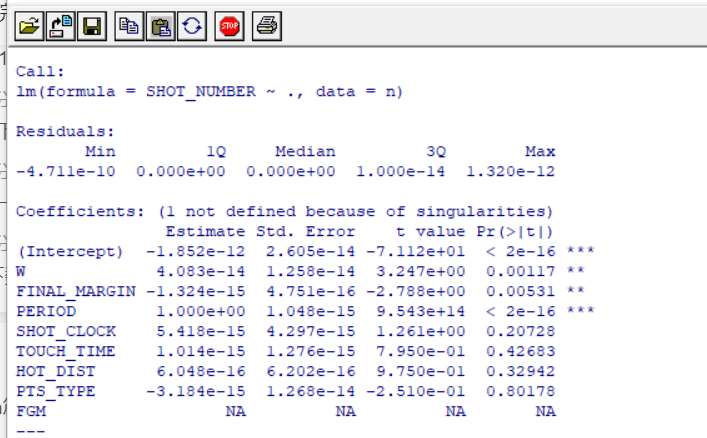 STOP
Call:
lm(formula = SHOT_NUMBER ~ ., data = n)
Residuals:
Min 1Q Median 3Q Max
-4.711e-10 0.000e+00 0.000e+00 1.000e-14 1.320e-12
Coefficients: (1 not defined because of singularities)
Estimate Std. Error t value Pr(>|t|)
(Intercept) -1.852e-12 2.605e-14 -7.112e+01 < 2e-16 ***
W 4.083e-14 1.258e-14 3.247e+00 0.00117 **
FINAL_MARGIN -1.324e-15 4.751e-16 -2.788e+00 0.00531 **
PERIOD 1.000e+00 1.048e-15 9.543e+14 < 2e-16 ***
SHOT_CLOCK 5.418e-15 4.297e-15 1.261e+00 0.20728
TOUCH_TIME 1.014e-15 1.276e-15 7.950e-01 0.42683
HOT_DIST 6.048e-16 6.202e-16 9.750e-01 0.32942
PTS_TYPE -3.184e-15 1.268e-14 -2.510e-01 0.80178
FGM NA NA NA NA
---